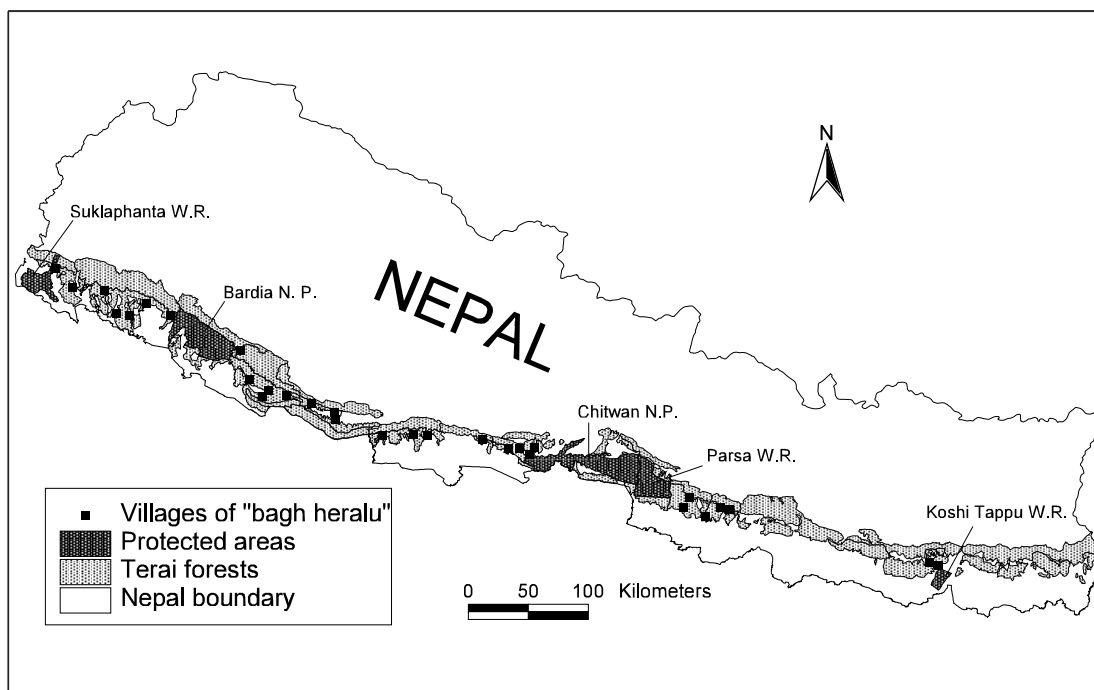 N
Suklaphanta W.R.
Bardia N. P.
NEPAL
Chitwan N.P.
Parsa W.R.
Koshi Tappu W.R.
Villages of "bagh heralu"
Protected areas
Terai forests
Nepal boundary
0 50 100 Kilometers